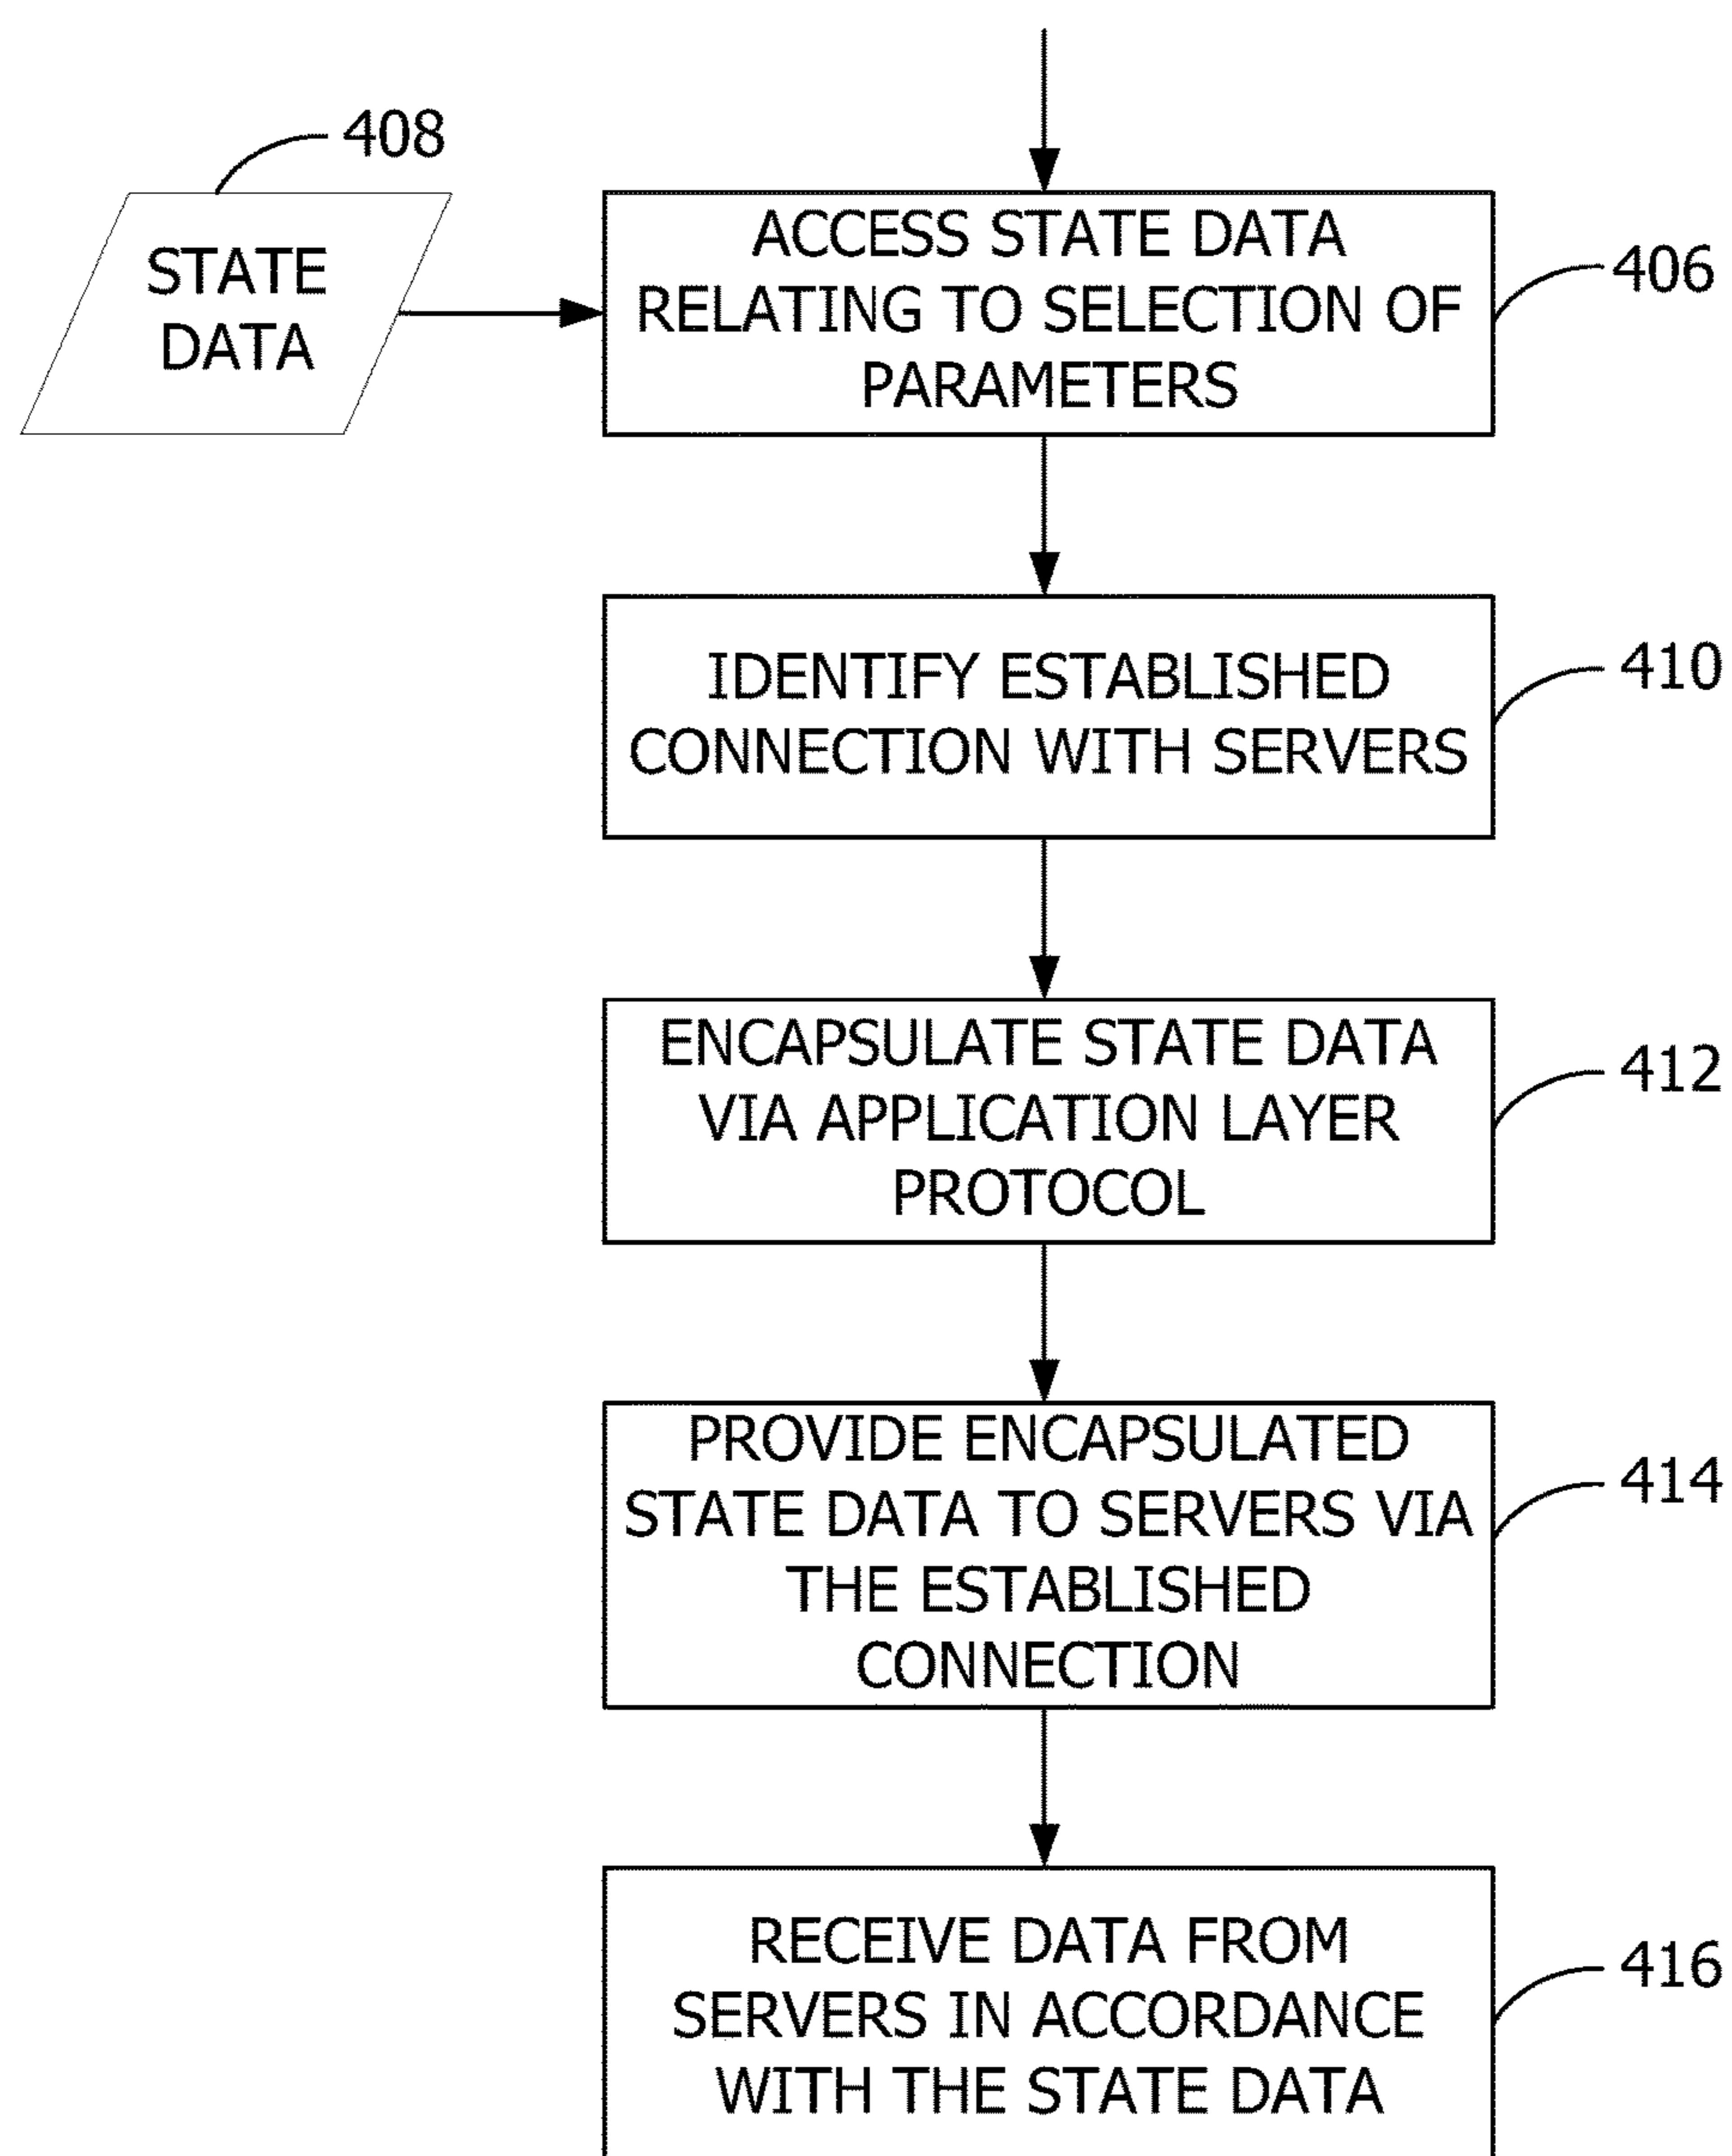 408
STATE
DATA
ACCESS STATE DATA
RELATING TO SELECTION OF
PARAMETERS
406
IDENTIFY ESTABLISHED
CONNECTION WITH SERVERS
410
ENCAPSULATE STATE DATA
VIA APPLICATION LAYER
PROTOCOL
412
PROVIDE ENCAPSULATED
STATE DATA TO SERVERS VIA
THE ESTABLISHED
CONNECTION
414
RECEIVE DATA FROM
SERVERS IN ACCORDANCE
WITH THE STATE DATA
416